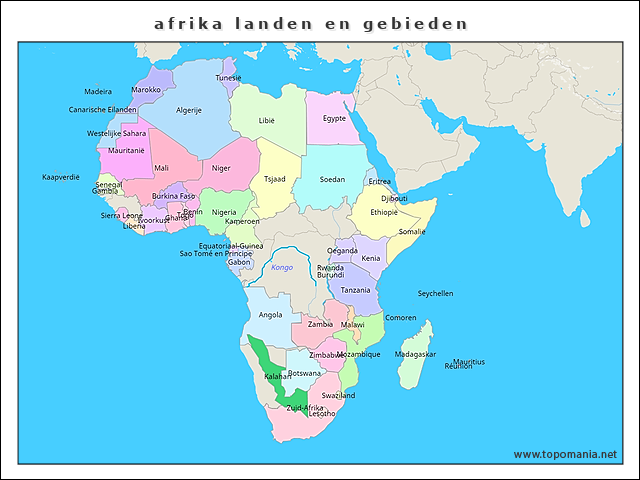 afrika landen en gebieden
Tunesië
Madeira
Marokko
Canarische Eilanden
Algerije
Libië
Egypte
Westelijke Sahara
Mauritanië
Mali
Niger
Kaapverdië
Senegal
Gambia
Tsjaad
Soedan
Eritrea
Djibouti
Burkina Faso
Benin
Togo
Ghana
Ivoorkust
Sierra Leone
Liberia
Nigeria
Kameroen
Ethiopië
Somalië
Equatoriaal-Guinea
Sao Tomé en Principe
Gabon
Kongo
Oeganda
Kenia
Rwanda
Burundi
Tanzania
Seychellen
Angola
Comoren
Zambia
Malawi
Mozambique
Zimbabwe
Madagaskar
Mauritius
Réunion
Kalahari
Botswana
Swaziland
Zuid-Afrika
Lesotho
www.topomania.net